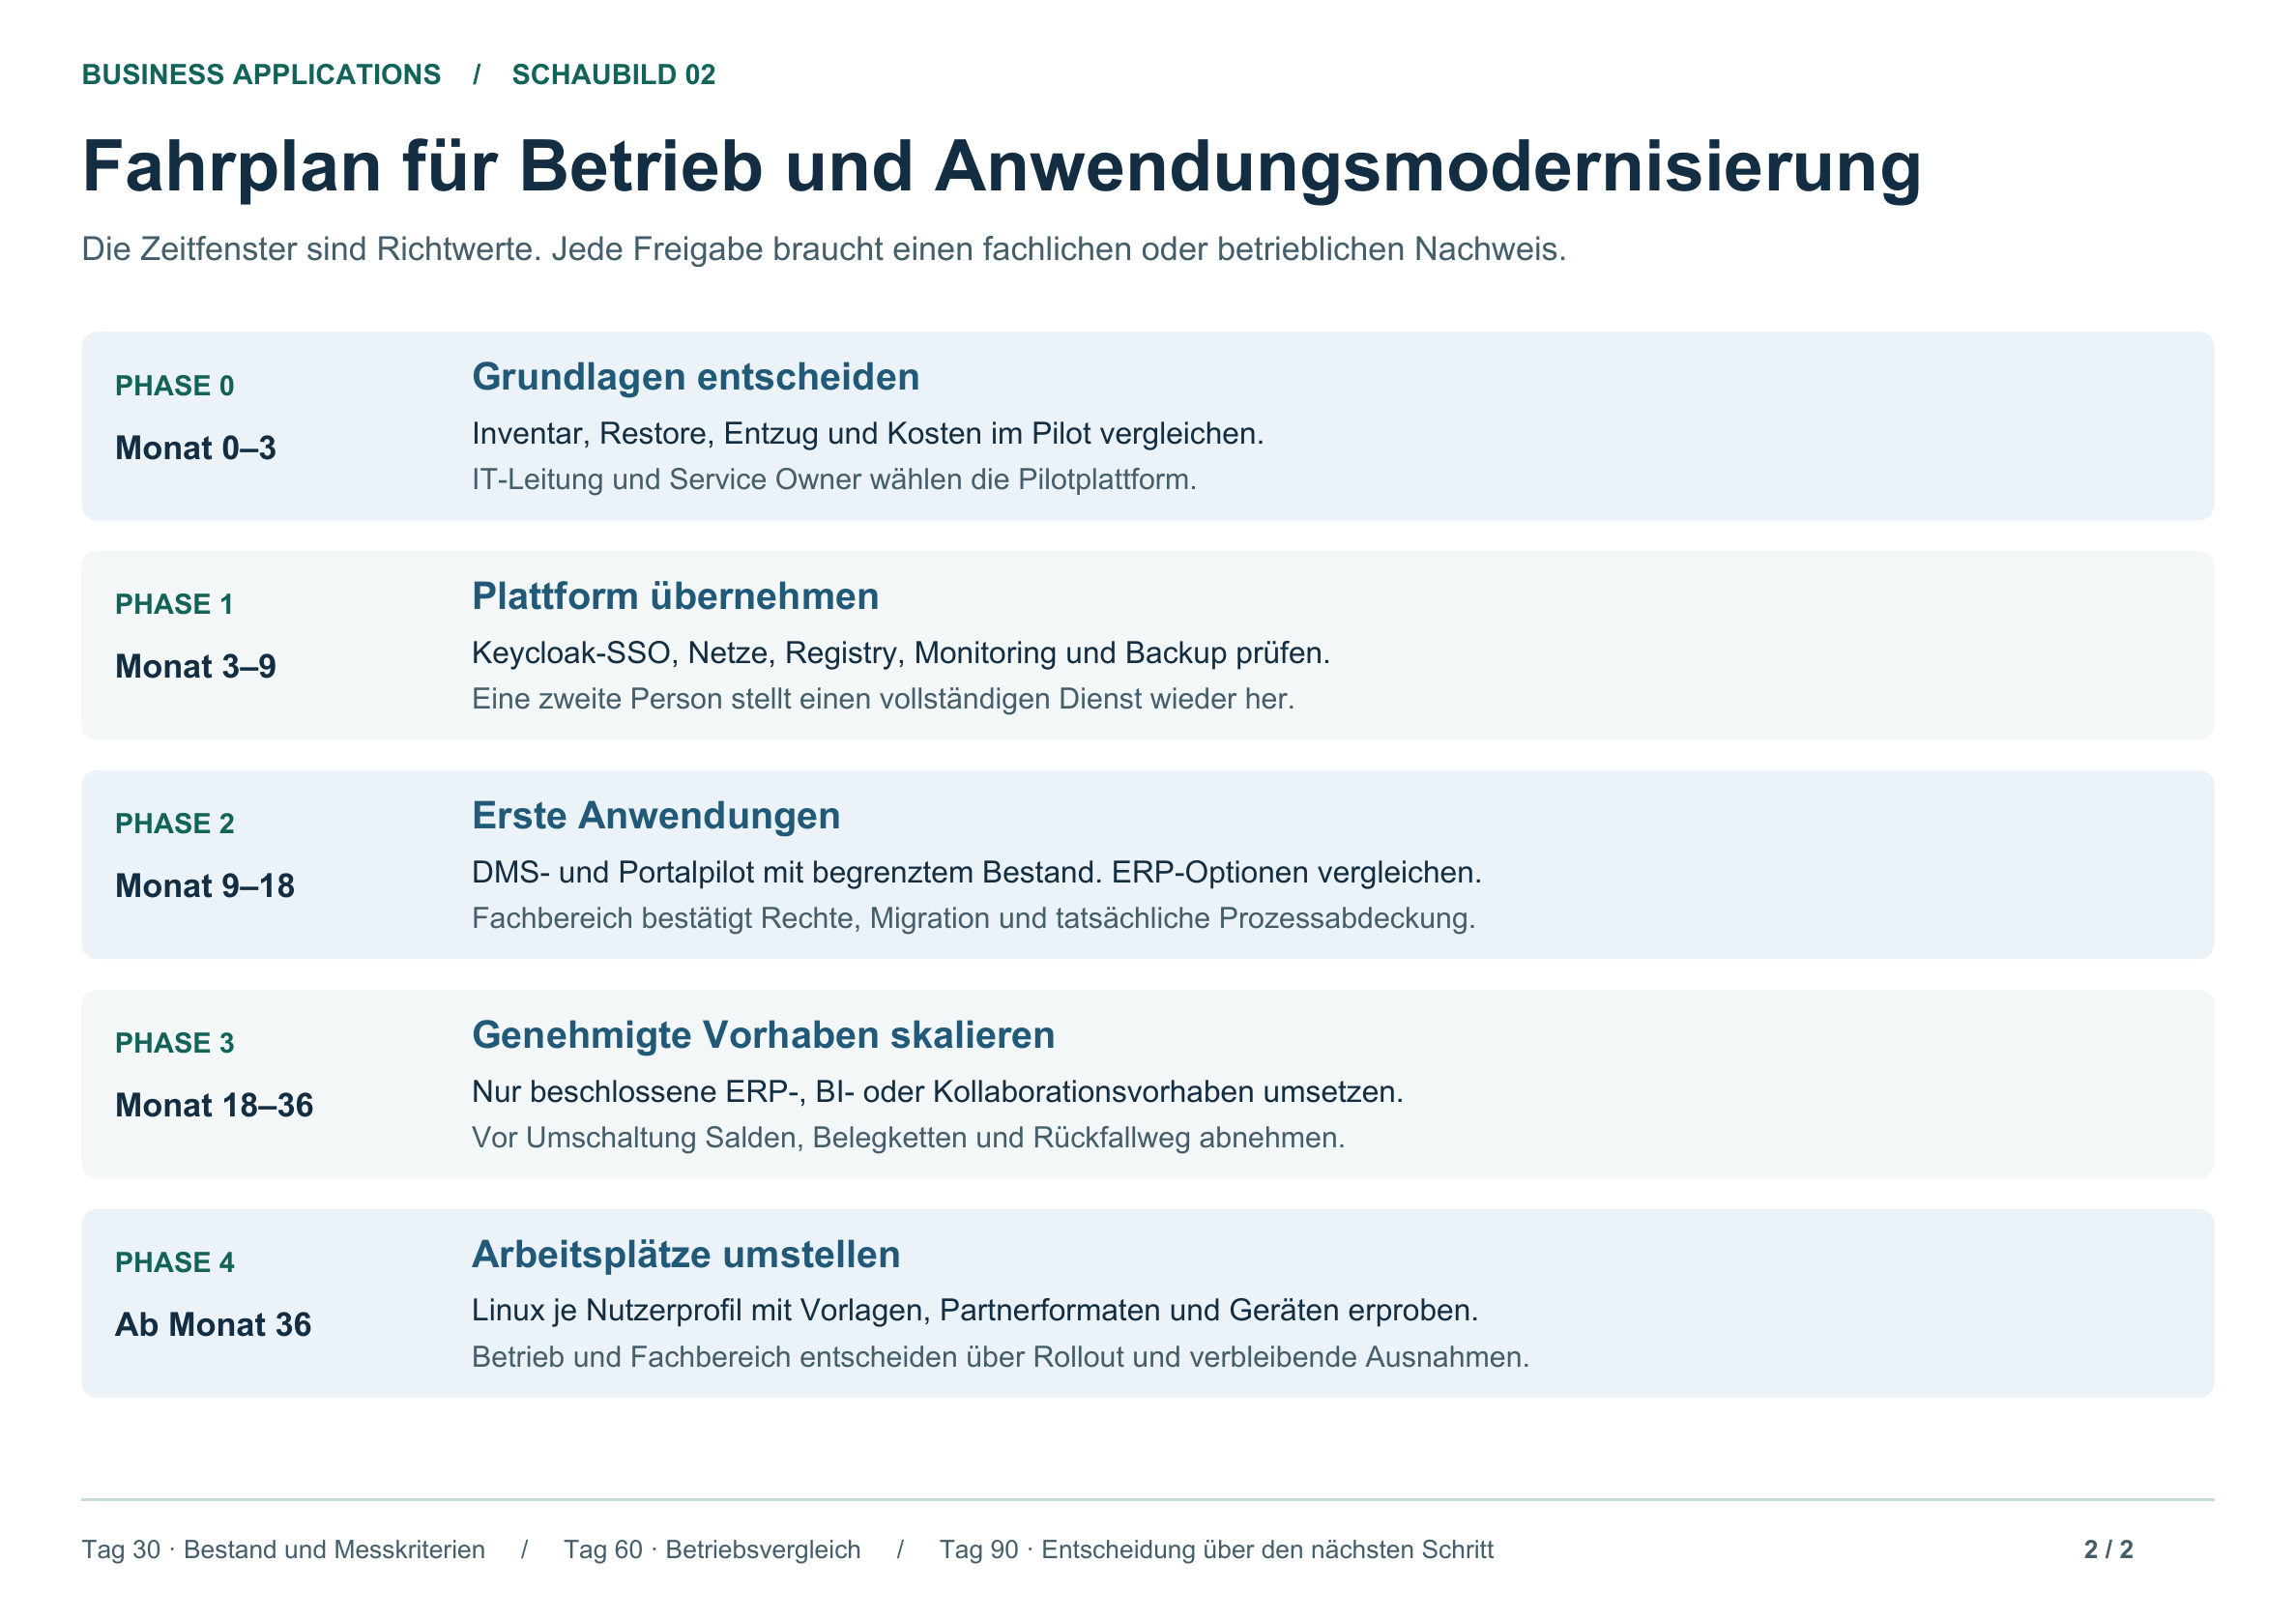 BUSINESS APPLICATIONS / SCHAUBILD 02
Fahrplan für Betrieb und Anwendungsmodernisierung
Die Zeitfenster sind Richtwerte. Jede Freigabe braucht einen fachlichen oder betrieblichen Nachweis.
PHASE 0
Monat 0–3
Grundlagen entscheiden
Inventar, Restore, Entzug und Kosten im Pilot vergleichen.
IT-Leitung und Service Owner wählen die Pilotplattform.
PHASE 1
Monat 3–9
Plattform übernehmen
Keycloak-SSO, Netze, Registry, Monitoring und Backup prüfen.
Eine zweite Person stellt einen vollständigen Dienst wieder her.
PHASE 2
Monat 9–18
Erste Anwendungen
DMS- und Portalpilot mit begrenztem Bestand. ERP-Optionen vergleichen.
Fachbereich bestätigt Rechte, Migration und tatsächliche Prozessabdeckung.
PHASE 3
Monat 18–36
Genehmigte Vorhaben skalieren
Nur beschlossene ERP-, BI- oder Kollaborationsvorhaben umsetzen.
Vor Umschaltung Salden, Belegketten und Rückfallweg abnehmen.
PHASE 4
Ab Monat 36
Arbeitsplätze umstellen
Linux je Nutzerprofil mit Vorlagen, Partnerformaten und Geräten erproben.
Betrieb und Fachbereich entscheiden über Rollout und verbleibende Ausnahmen.
Tag 30 · Bestand und Messkriterien / Tag 60 · Betriebsvergleich / Tag 90 · Entscheidung über den nächsten Schritt
2 / 2